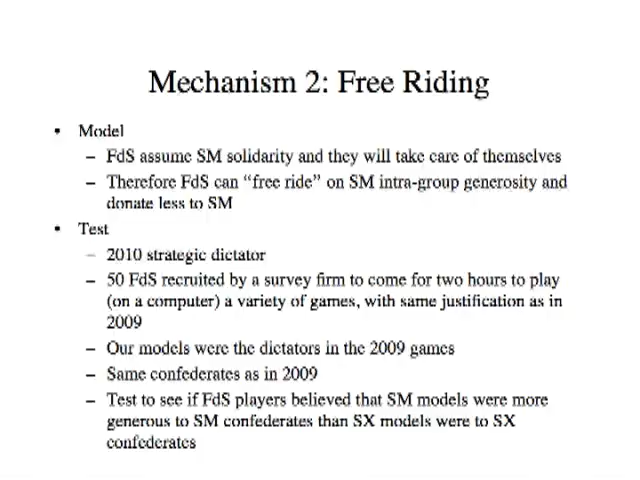 Mechanism 2: Free Riding
• Model
– FdS assume SM solidarity and they will take care of themselves
– Therefore FdS can “free ride” on SM intra-group generosity and
donate less to SM
• Test
– 2010 strategic dictator
– 50 FdS recruited by a survey firm to come for two hours to play
(on a computer) a variety of games, with same justification as in
2009
– Our models were the dictators in the 2009 games
– Same confederates as in 2009
– Test to see if FdS players believed that SM models were more
generous to SM confederates than SX models were to SX
confederates